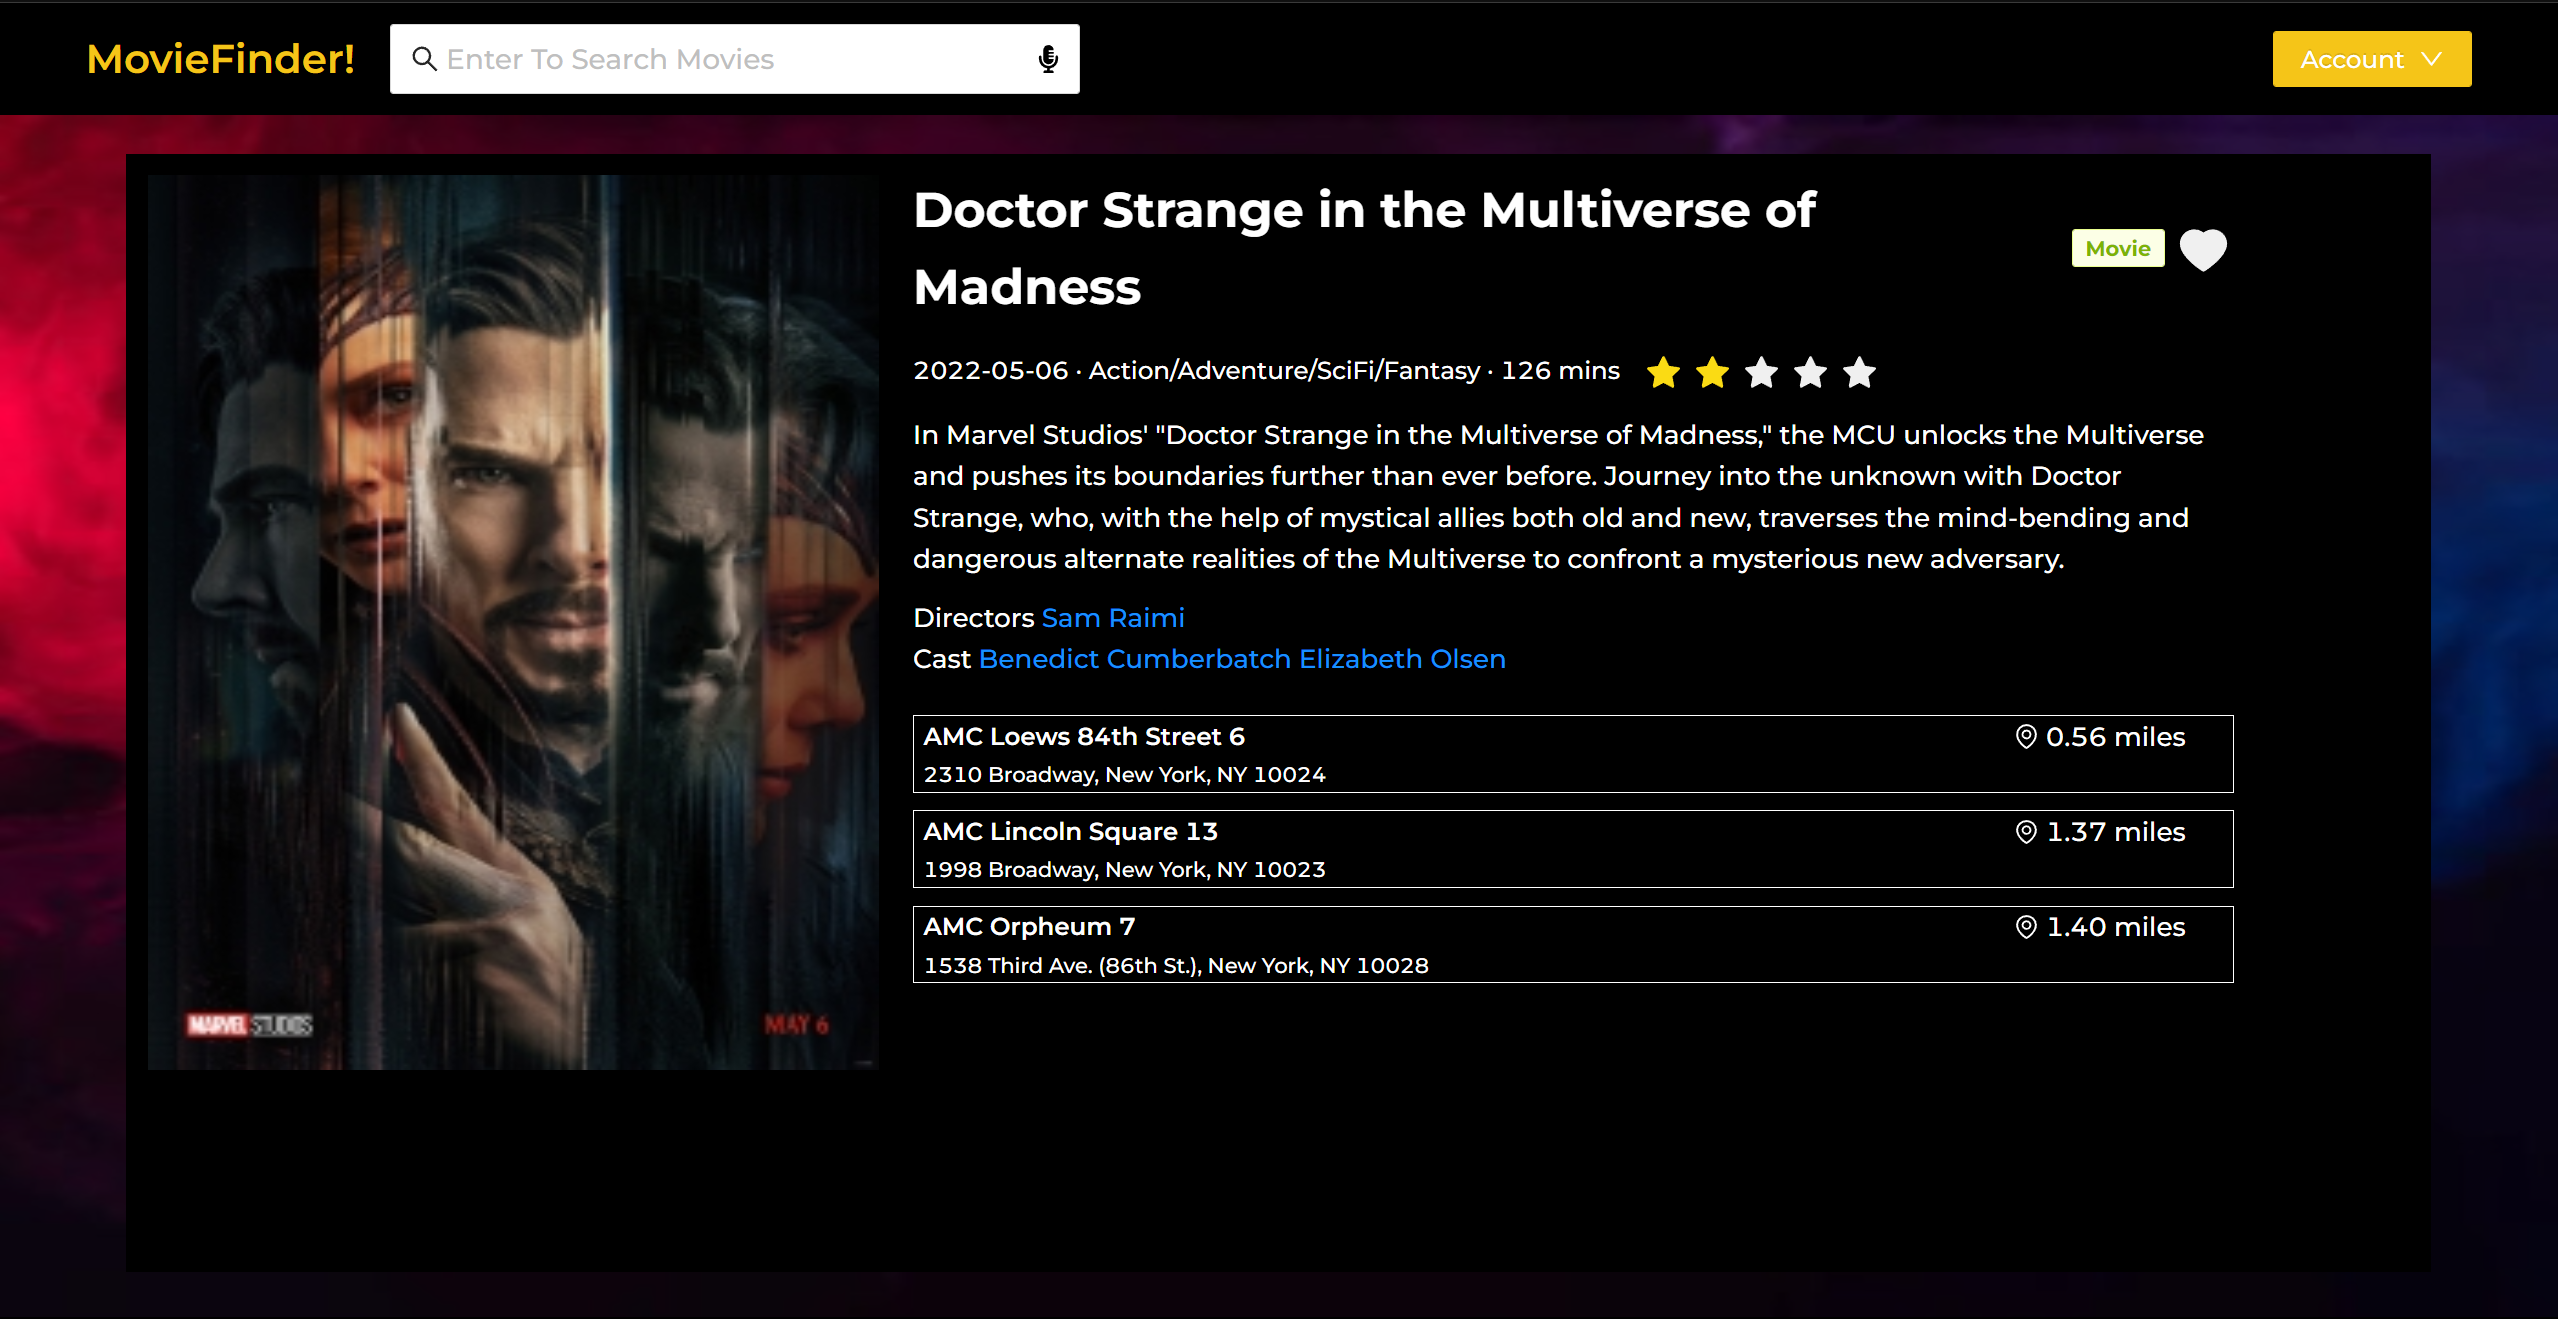 MovieFinder!
Enter To Search Movies
Account
Doctor Strange in the Multiverse of
Madness
Movie
2022-05-06 · Action/Adventure/SciFi/Fantasy · 126 mins
In Marvel Studios' "Doctor Strange in the Multiverse of Madness," the MCU unlocks the Multiverse
and pushes its boundaries further than ever before. Journey into the unknown with Doctor
Strange, who, with the help of mystical allies both old and new, traverses the mind-bending and
dangerous alternate realities of the Multiverse to confront a mysterious new adversary.
Directors Sam Raimi
Cast Benedict Cumberbatch Elizabeth Olsen
AMC Loews 84th Street 6
0.56 miles
2310 Broadway, New York, NY 10024
AMC Lincoln Square 13
1.37 miles
1998 Broadway, New York, NY 10023
AMC Orpheum 7
1.40 miles
1538 Third Ave. (86th St.), New York, NY 10028
MARVEL STUDIOS
MAY 6